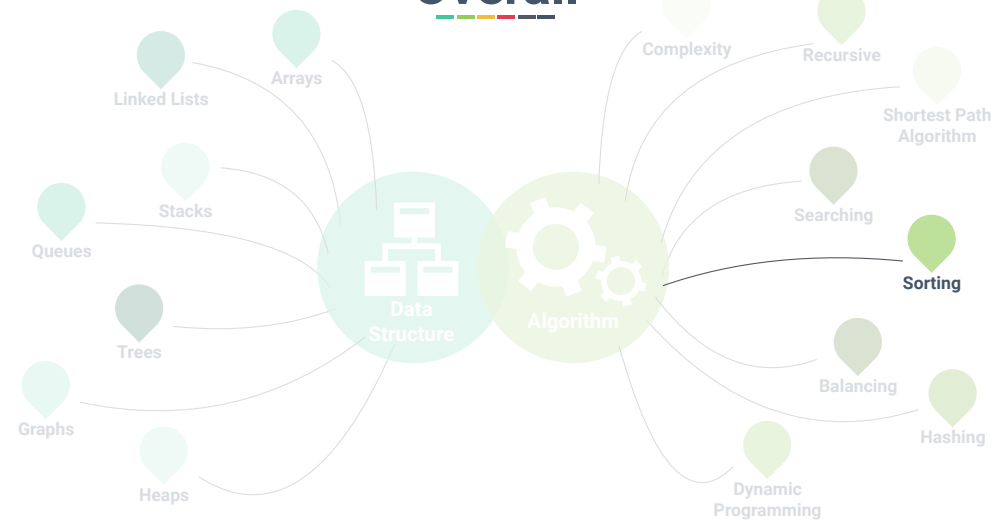 Overall
Complexity
Recursive
Arrays
Linked Lists
Shortest Path
Algorithm
Stacks
Searching
Queues
Sorting
Data
Structure
Algorithm
Trees
Balancing
Graphs
Hashing
Heaps
Dynamic
Programming